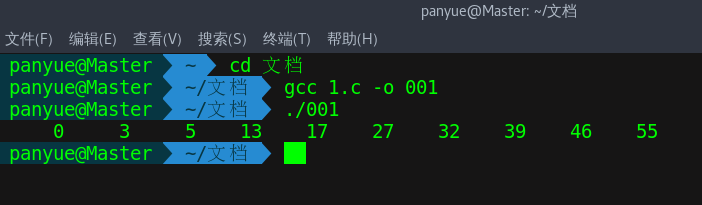 panyue@Master: ~/文档
文件(F) 编辑(E) 查看(V) 搜索(S) 终端(T) 帮助(H)
panyue@Master ~ cd 文档
panyue@Master ~/文档 gcc 1.c -o 001
panyue@Master ~/文档 ./001
0 3 5 13 17 27 32 39 46 55
panyue@Master ~/文档